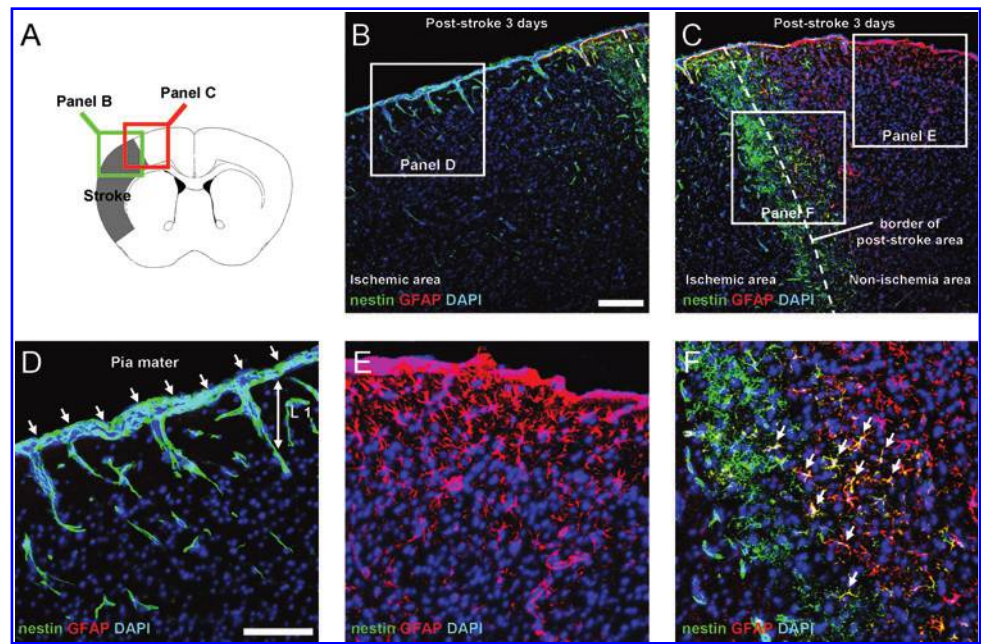 A
Panel B
Panel C
Stroke
B
Post-stroke 3 days
Panel D
Ischemic area
nestin GFAP DAPI
C
Post-stroke 3 days
Panel E
Panel F
border of
post-stroke area
Ischemic area
Non-ischemia area
nestin GFAP DAPI
D
Pia mater
L 1
nestin GFAP DAPI
E
nestin GFAP DAPI
F
nestin GFAP DAPI